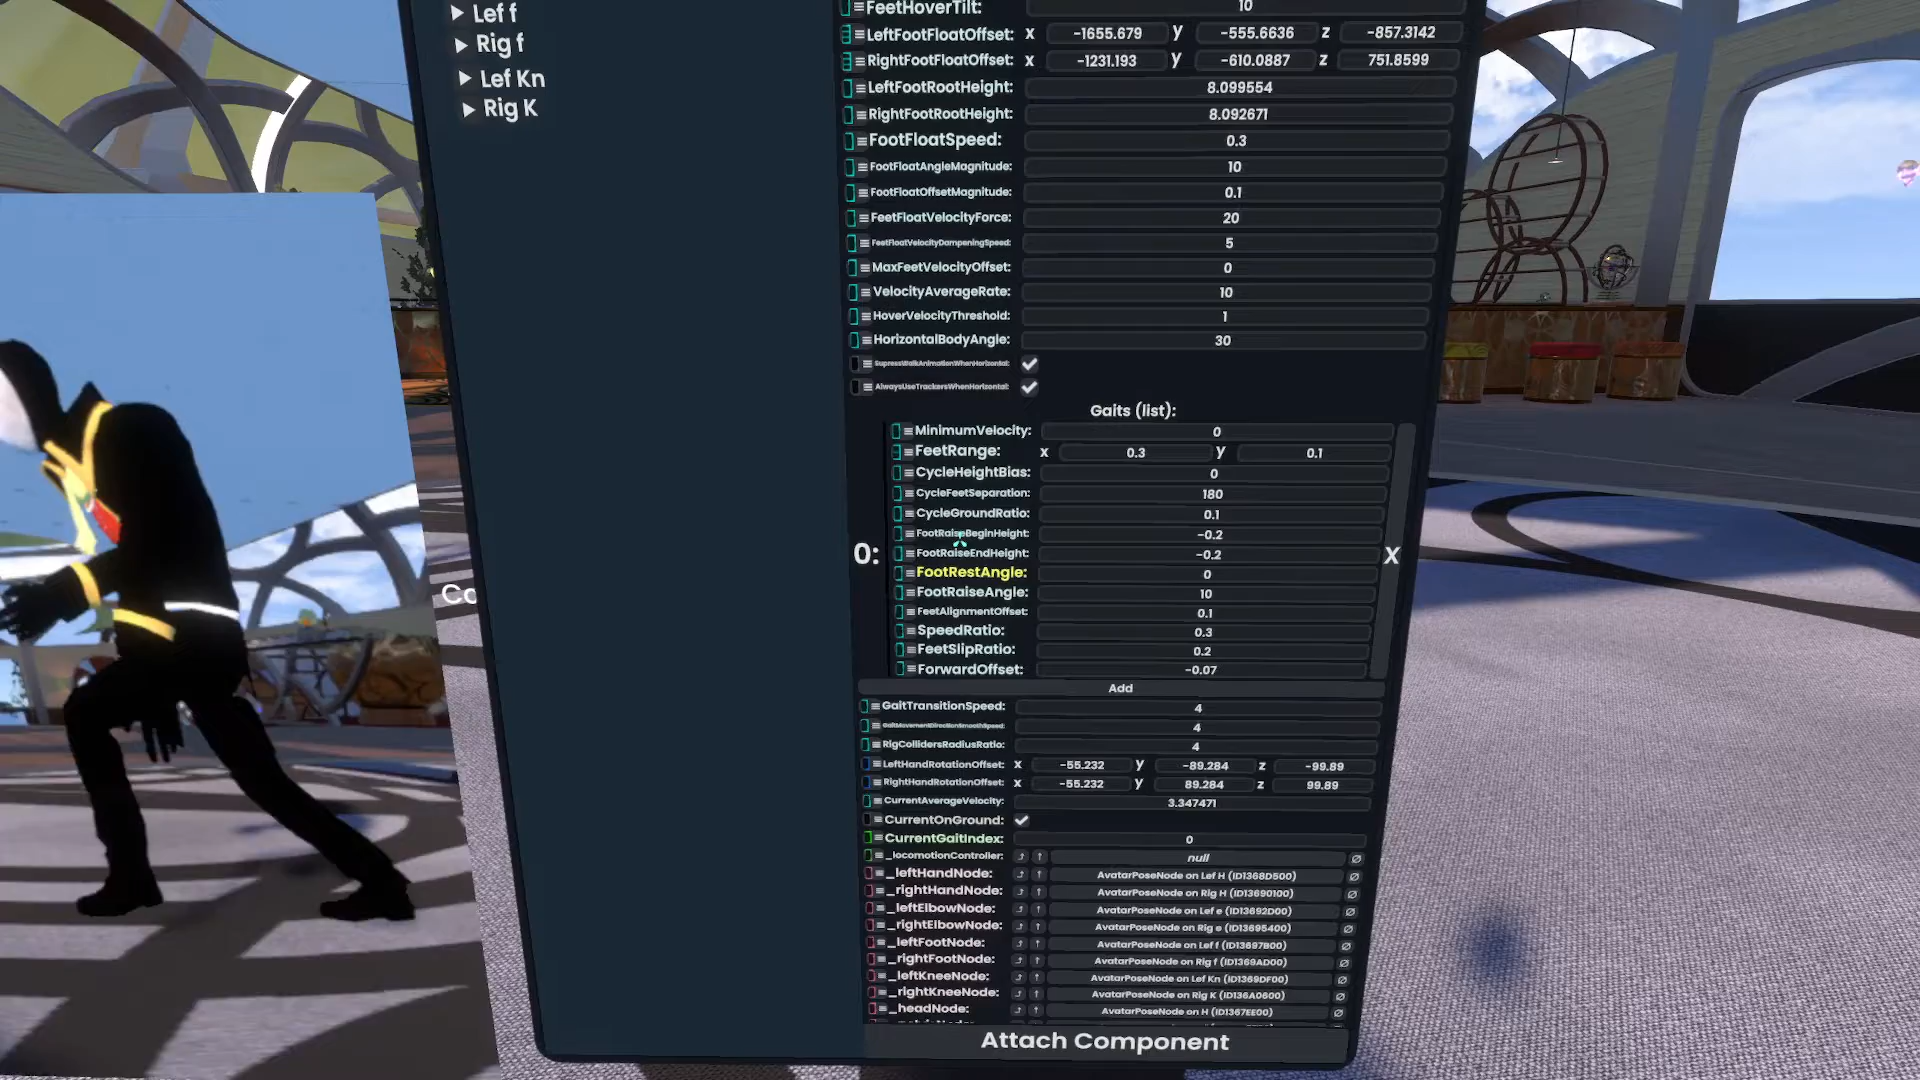 Lef f
Rig f
Lef Kn
Rig K
FeetHoverTilt: 10
LeftFootFloatOffset: x -1655.679 y -555.6636 z -857.3142
RightFootFloatOffset: x -1231.193 y -610.0887 z 751.8599
LeftFootRootHeight: 8.099554
RightFootRootHeight: 8.092671
FootFloatSpeed: 0.3
FootFloatAngleMagnitude: 10
FootFloatOffsetMagnitude: 0.1
FeetFloatVelocityForce: 20
FeetFloatVelocityDampeningSpeed: 5
MaxFeetVelocityOffset: 0
VelocityAverageRate: 10
HoverVelocityThreshold: 1
HorizontalBodyAngle: 30
SupressWalkAnimationWhenHorizontal:
AlwaysUseTrackersWhenHorizontal:
Gaits (list):
0:
MinimumVelocity: 0
FeetRange: x 0.3 y 0.1
CycleHeightBias: 0
CycleFeetSeparation: 180
CycleGroundRatio: 0.1
FootRaiseBeginHeight: -0.2
FootRaiseEndHeight: -0.2
FootRestAngle: 0
FootRaiseAngle: 10
FeetAlignmentOffset: 0.1
SpeedRatio: 0.3
FeetSlipRatio: 0.2
ForwardOffset: -0.07
X
Co
Add
GaitTransitionSpeed: 4
GaitMovementDirectionSmoothSpeed: 4
RigCollidersRadiusRatio: 4
LeftHandRotationOffset: x -55.232 y -89.284 z -99.89
RightHandRotationOffset: x -55.232 y 89.284 z 99.89
CurrentAverageVelocity: 3.347471
CurrentOnGround:
CurrentGaitIndex: 0
_locomotionController: null
_leftHandNode: AvatarPoseNode on Lef H (ID1368D500)
_rightHandNode: AvatarPoseNode on Rig H (ID13690100)
_leftElbowNode: AvatarPoseNode on Lef e (ID13692D00)
_rightElbowNode: AvatarPoseNode on Rig e (ID13695400)
_leftFootNode: AvatarPoseNode on Lef f (ID13697B00)
_rightFootNode: AvatarPoseNode on Rig f (ID1369AD00)
_leftKneeNode: AvatarPoseNode on Lef Kn (ID1369DF00)
_rightKneeNode: AvatarPoseNode on Rig K (ID136A0600)
_headNode: AvatarPoseNode on H (ID1367EE00)
Attach Component